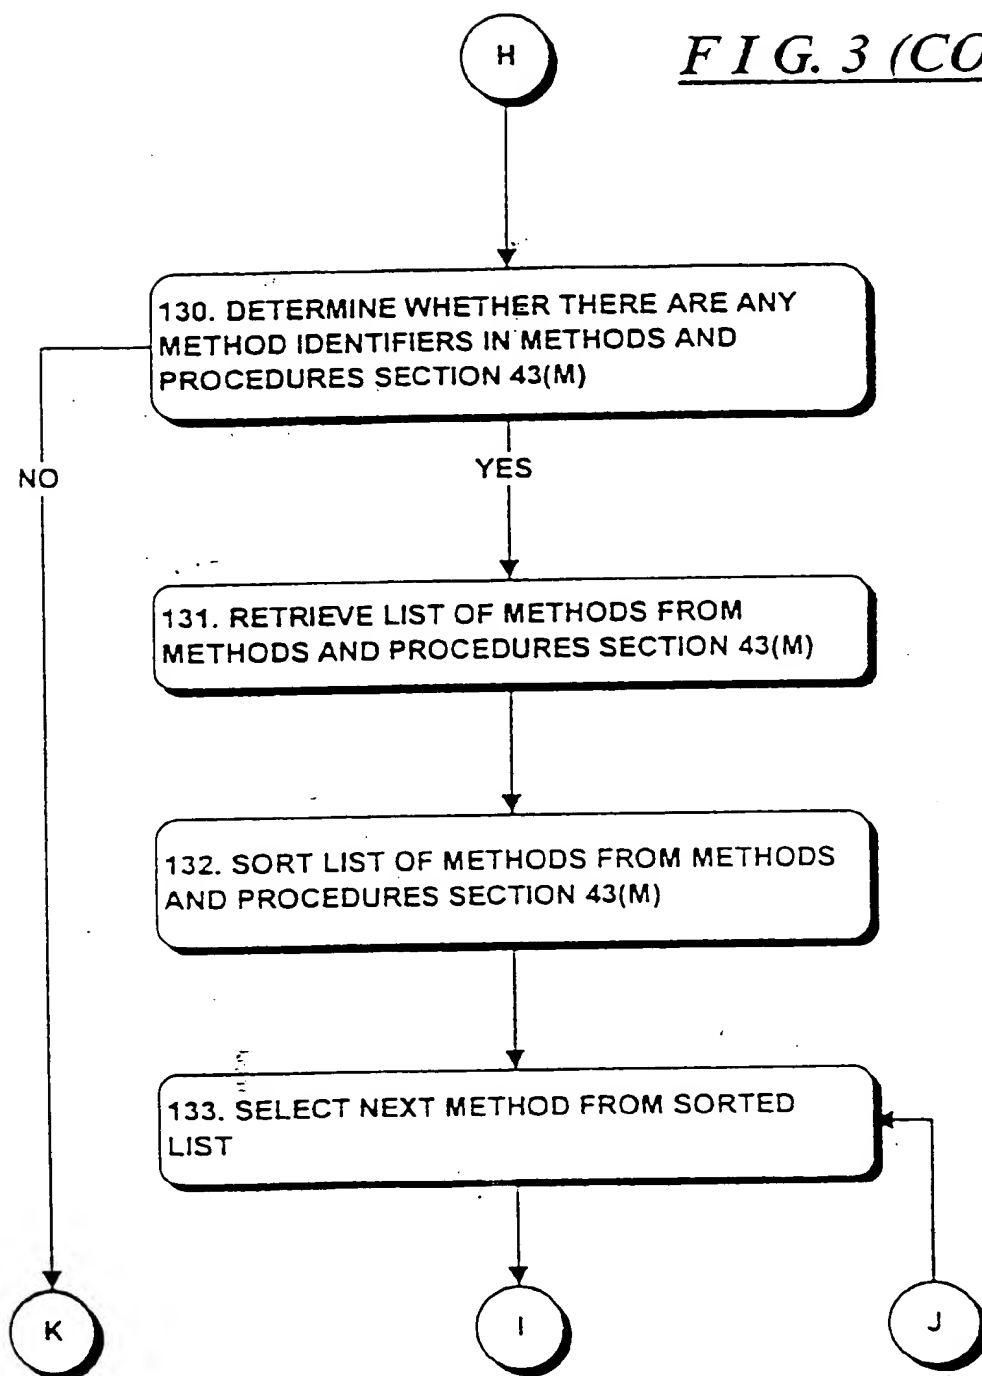 H
FIG. 3 (CO
130. DETERMINE WHETHER THERE ARE ANY
METHOD IDENTIFIERS IN METHODS AND
PROCEDURES SECTION 43(M)
NO
YES
131. RETRIEVE LIST OF METHODS FROM
METHODS AND PROCEDURES SECTION 43(M)
132. SORT LIST OF METHODS FROM METHODS
AND PROCEDURES SECTION 43(M)
133. SELECT NEXT METHOD FROM SORTED
LIST
K
I
J